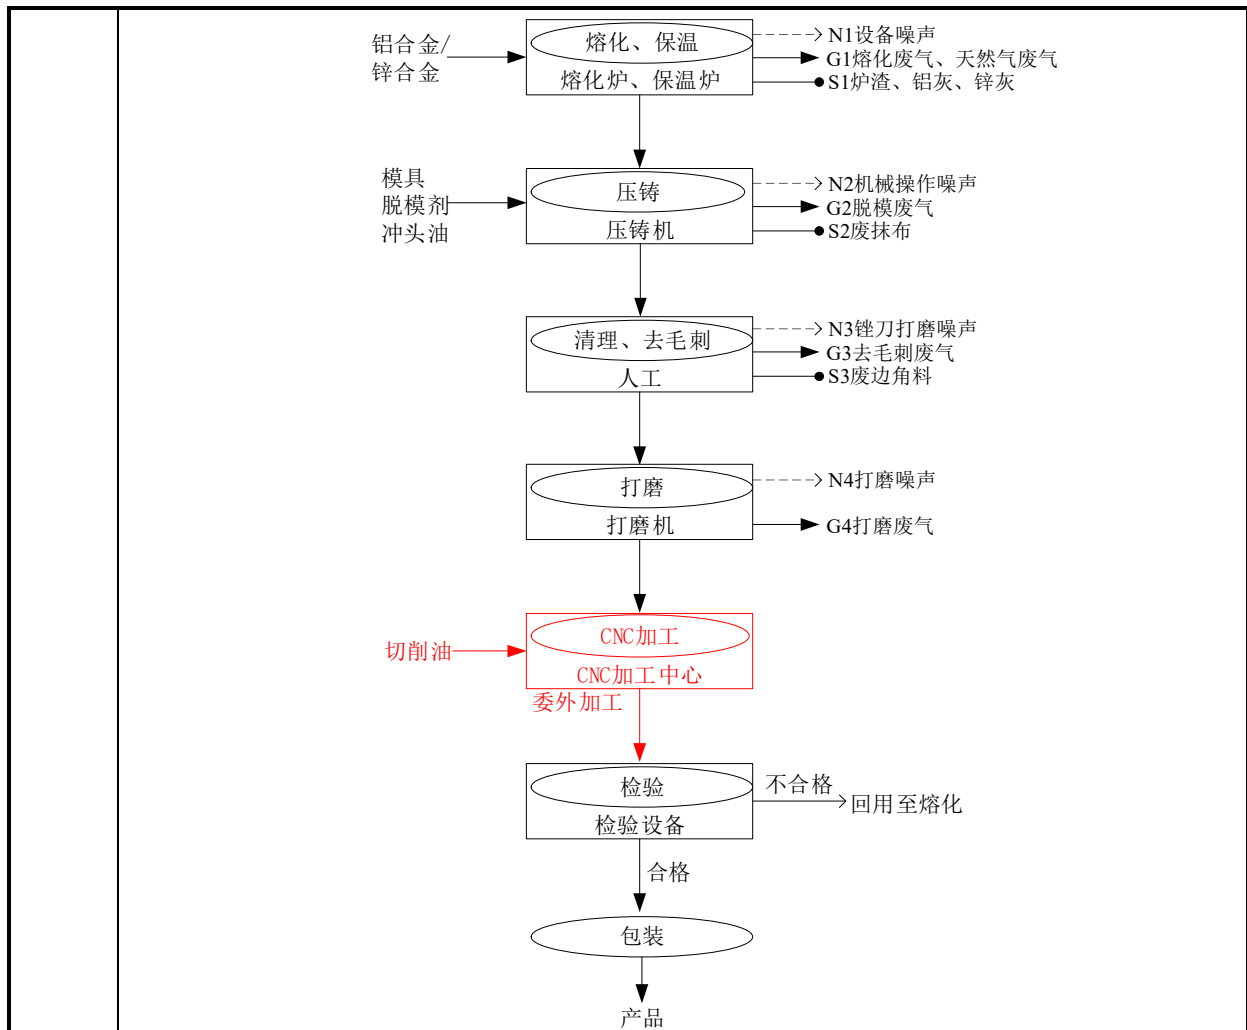 铝合金/
锌合金
熔化、保温
熔化炉、保温炉
N1设备噪声
G1熔化废气、天然气废气
S1炉渣、铝灰、锌灰
模具
脱模剂
冲头油
压铸
压铸机
N2机械操作噪声
G2脱模废气
S2废抹布
清理、去毛刺
人工
N3锉刀打磨噪声
G3去毛刺废气
S3废边角料
打磨
打磨机
N4打磨噪声
G4打磨废气
切削油
CNC加工
CNC加工中心
委外加工
检验
检验设备
不合格
回用至熔化
合格
包装
产品